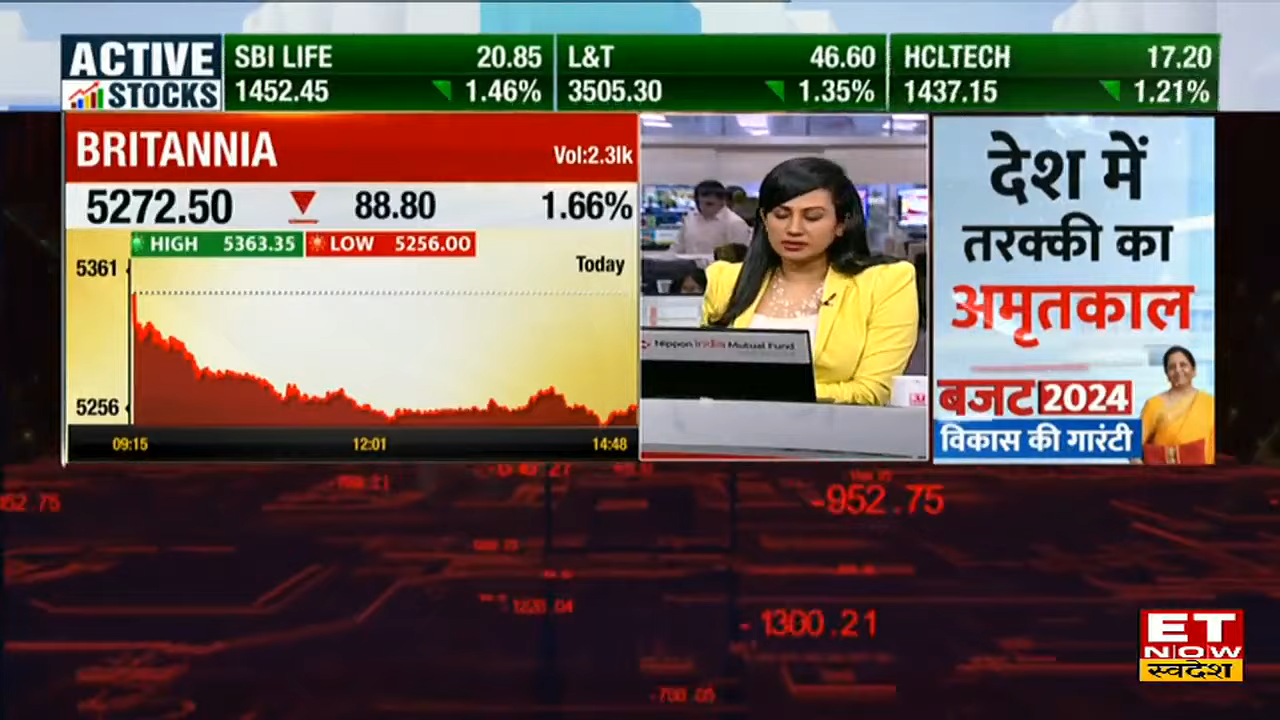 ACTIVE STOCKS
SBI LIFE 20.85
1452.45 1.46%
L&T 46.60
3505.30 1.35%
HCLTECH 17.20
1437.15 1.21%
BRITANNIA Vol:2.3lk
5272.50 88.80 1.66%
HIGH 5363.35 LOW 5256.00
5361 Today
5256
09:15 12:01 14:48
Nippon india Mutual Fund
देश में
तरक्की का
अमृतकाल
बजट 2024
विकास की गारंटी
-952.75
- 1300.21
ET
NOW
स्वदेश